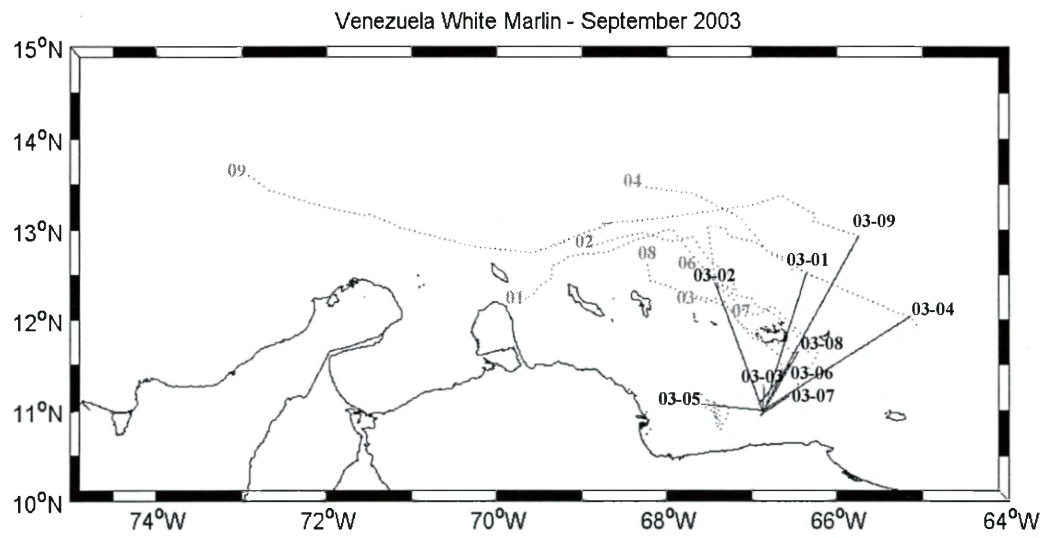 Venezuela White Marlin - September 2003
15°N
14°N
13°N
12°N
11°N
10°N
09
04
03-09
02
03-01
08
06
03-02
01
03
07
03-04
03-08
03-03
03-06
03-05
03-07
74°W
72°W
70°W
68°W
66°W
64°W